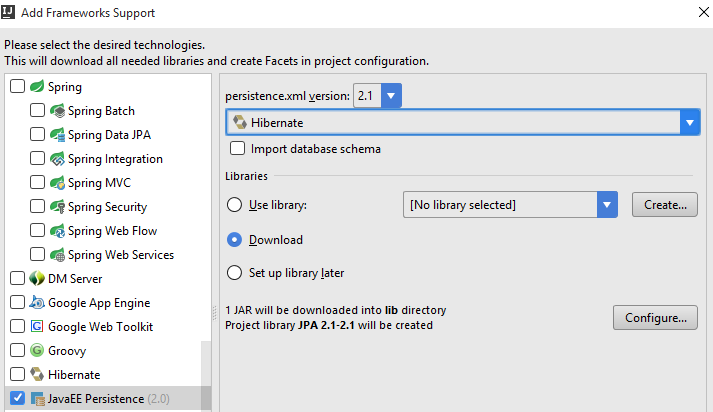 Add Frameworks Support
Please select the desired technologies.
This will download all needed libraries and create Facets in project configuration.
Spring
Spring Batch
Spring Data JPA
Spring Integration
Spring MVC
Spring Security
Spring Web Flow
Spring Web Services
DM Server
Google App Engine
Google Web Toolkit
Groovy
Hibernate
JavaEE Persistence (2.0)
persistence.xml version: 2.1
Hibernate
Import database schema
Libraries
Use library: [No library selected] Create...
Download
Set up library later
1 JAR will be downloaded into lib directory
Project library JPA 2.1-2.1 will be created
Configure...